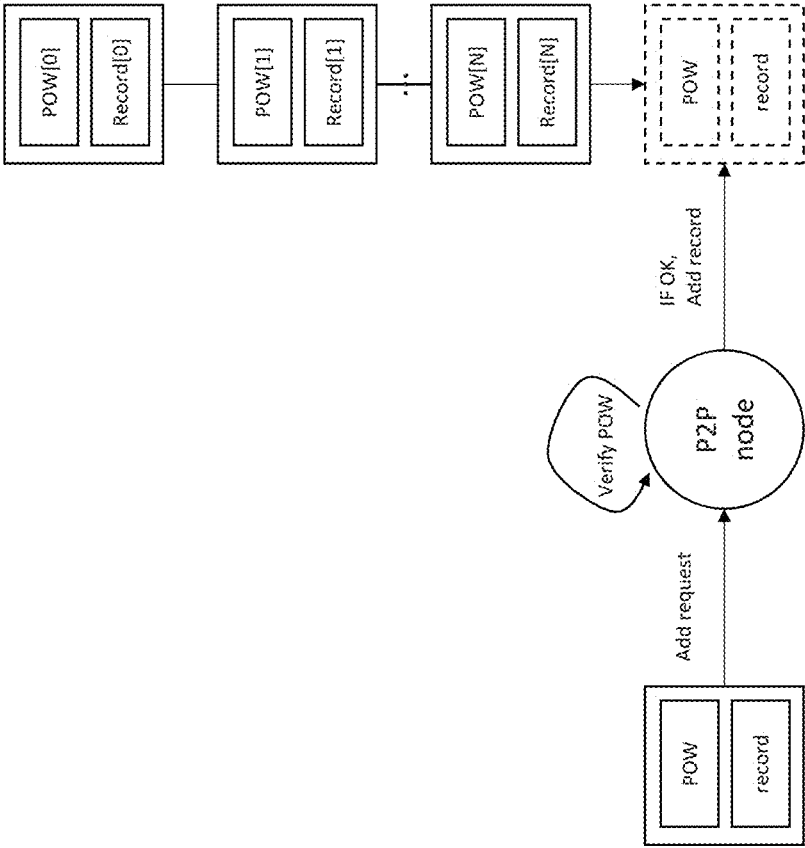 POW[0]
Record[0]
POW[1]
Record[1]
...
POW[N]
Record[N]
POW
record
Add request
Verify POW
P2P
node
IF OK,
Add record
POW
record